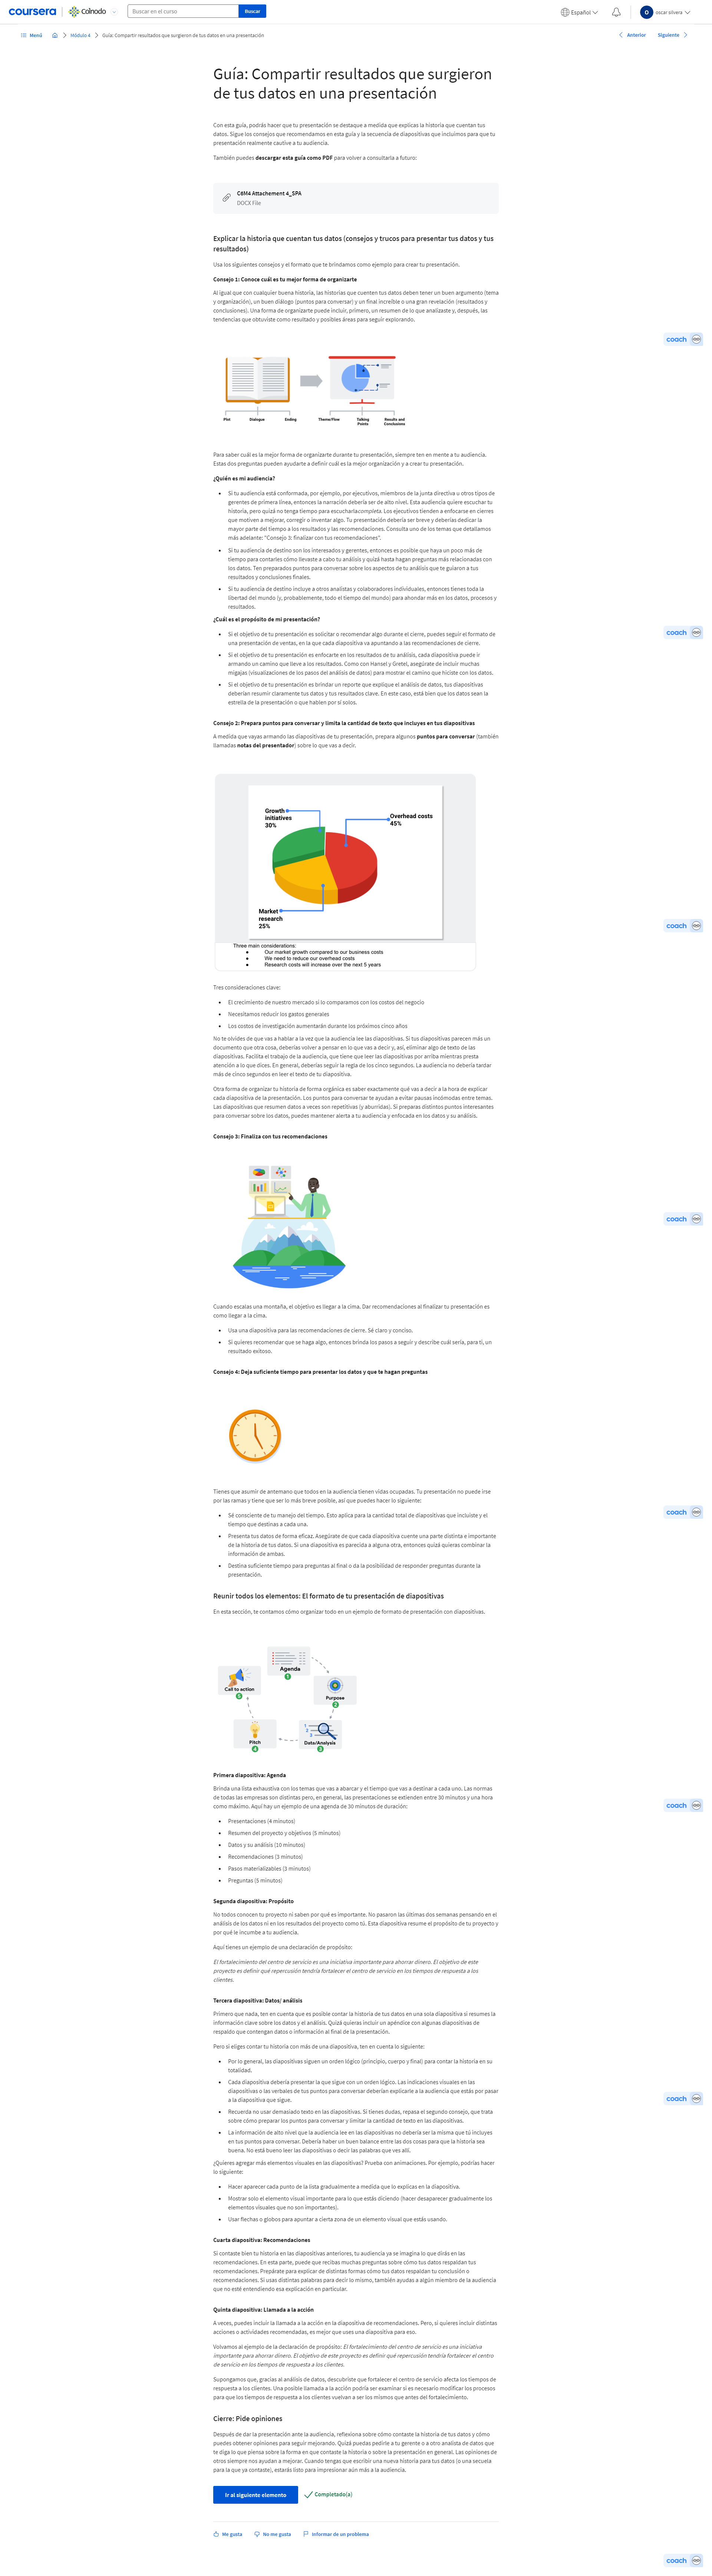 coursera
Colnodo
Buscar en el curso
Buscar
Español
O
oscar silvera
Menú
Módulo 4
Guía: Compartir resultados que surgieron de tus datos en una presentación
Anterior
Siguiente
Guía: Compartir resultados que surgieron
de tus datos en una presentación
Con esta guía, podrás hacer que tu presentación se destaque a medida que explicas la historia que cuentan tus
datos. Sigue los consejos que recomendamos en esta guía y la secuencia de diapositivas que incluimos para que tu
presentación realmente cautive a tu audiencia.
También puedes descargar esta guía como PDF para volver a consultarla a futuro:
C6M4 Attachement 4_SPA
DOCX File
Explicar la historia que cuentan tus datos (consejos y trucos para presentar tus datos y tus
resultados)
Usa los siguientes consejos y el formato que te brindamos como ejemplo para crear tu presentación.
Consejo 1: Conoce cuál es tu mejor forma de organizarte
Al igual que con cualquier buena historia, las historias que cuenten tus datos deben tener un buen argumento (tema
y organización), un buen diálogo (puntos para conversar) y un final increíble o una gran revelación (resultados y
conclusiones). Una forma de organizarte puede incluir, primero, un resumen de lo que analizaste y, después, las
tendencias que obtuviste como resultado y posibles áreas para seguir explorando.
Plot
Dialogue
Ending
Theme/Flow
Talking
Points
Results and
Conclusions
Para saber cuál es la mejor forma de organizarte durante tu presentación, siempre ten en mente a tu audiencia.
Estas dos preguntas pueden ayudarte a definir cuál es la mejor organización y a crear tu presentación.
¿Quién es mi audiencia?
Si tu audiencia está conformada, por ejemplo, por ejecutivos, miembros de la junta directiva u otros tipos de
gerentes de primera línea, entonces la narración debería ser de alto nivel. Esta audiencia quiere escuchar tu
historia, pero quizá no tenga tiempo para escucharla completa. Los ejecutivos tienden a enfocarse en cierres
que motiven a mejorar, corregir o inventar algo. Tu presentación debería ser breve y deberías dedicar la
mayor parte del tiempo a los resultados y las recomendaciones. Consulta uno de los temas que detallamos
más adelante: "Consejo 3: finalizar con tus recomendaciones".
Si tu audiencia de destino son los interesados y gerentes, entonces es posible que haya un poco más de
tiempo para contarles cómo llevaste a cabo tu análisis y quizá hasta hagan preguntas más relacionadas con
los datos. Ten preparados puntos para conversar sobre los aspectos de tu análisis que te guiaron a tus
resultados y conclusiones finales.
Si tu audiencia de destino incluye a otros analistas y colaboradores individuales, entonces tienes toda la
libertad del mundo (y, probablemente, todo el tiempo del mundo) para ahondar más en los datos, procesos y
resultados.
¿Cuál es el propósito de mi presentación?
Si el objetivo de tu presentación es solicitar o recomendar algo durante el cierre, puedes seguir el formato de
una presentación de ventas, en la que cada diapositiva va apuntando a las recomendaciones de cierre.
Si el objetivo de tu presentación es enfocarte en los resultados de tu análisis, cada diapositiva puede ir
armando un camino que lleve a los resultados. Como con Hansel y Gretel, asegúrate de incluir muchas
migajas (visualizaciones de los pasos del análisis de datos) para mostrar el camino que hiciste con los datos.
Si el objetivo de tu presentación es brindar un reporte que explique el análisis de datos, tus diapositivas
deberían resumir claramente tus datos y tus resultados clave. En este caso, está bien que los datos sean la
estrella de la presentación o que hablen por sí solos.
Consejo 2: Prepara puntos para conversar y limita la cantidad de texto que incluyes en tus diapositivas
A medida que vayas armando las diapositivas de tu presentación, prepara algunos puntos para conversar (también
llamadas notas del presentador) sobre lo que vas a decir.
Growth
initiatives
30%
Overhead costs
45%
Market
research
25%
Three main considerations:
Our market growth compared to our business costs
We need to reduce our overhead costs
Research costs will increase over the next 5 years
Tres consideraciones clave:
El crecimiento de nuestro mercado si lo comparamos con los costos del negocio
Necesitamos reducir los gastos generales
Los costos de investigación aumentarán durante los próximos cinco años
No te olvides de que vas a hablar a la vez que la audiencia lee las diapositivas. Si tus diapositivas parecen más un
documento que otra cosa, deberías volver a pensar en lo que vas a decir y, así, eliminar algo de texto de las
diapositivas. Facilita el trabajo de la audiencia, que tiene que leer las diapositivas por arriba mientras presta
atención a lo que dices. En general, deberías seguir la regla de los cinco segundos. La audiencia no debería tardar
más de cinco segundos en leer el texto de tu diapositiva.
Otra forma de organizar tu historia de forma orgánica es saber exactamente qué vas a decir a la hora de explicar
cada diapositiva de la presentación. Los puntos para conversar te ayudan a evitar pausas incómodas entre temas.
Las diapositivas que resumen datos a veces son repetitivas (y aburridas). Si preparas distintos puntos interesantes
para conversar sobre los datos, puedes mantener alerta a tu audiencia y enfocada en los datos y su análisis.
Consejo 3: Finaliza con tus recomendaciones
Cuando escalas una montaña, el objetivo es llegar a la cima. Dar recomendaciones al finalizar tu presentación es
como llegar a la cima.
Usa una diapositiva para las recomendaciones de cierre. Sé claro y conciso.
Si quieres recomendar que se haga algo, entonces brinda los pasos a seguir y describe cuál sería, para ti, un
resultado exitoso.
Consejo 4: Deja suficiente tiempo para presentar los datos y que te hagan preguntas
Tienes que asumir de antemano que todos en la audiencia tienen vidas ocupadas. Tu presentación no puede irse
por las ramas y tiene que ser lo más breve posible, así que puedes hacer lo siguiente:
Sé consciente de tu manejo del tiempo. Esto aplica para la cantidad total de diapositivas que incluiste y el
tiempo que destinas a cada una.
Presenta tus datos de forma eficaz. Asegúrate de que cada diapositiva cuente una parte distinta e importante
de la historia de tus datos. Si una diapositiva es parecida a alguna otra, entonces quizá quieras combinar la
información de ambas.
Destina suficiente tiempo para preguntas al final o da la posibilidad de responder preguntas durante la
presentación.
Reunir todos los elementos: El formato de tu presentación de diapositivas
En esta sección, te contamos cómo organizar todo en un ejemplo de formato de presentación con diapositivas.
Agenda
1
Call to action
5
Purpose
2
Pitch
4
Data/Analysis
3
Primera diapositiva: Agenda
Brinda una lista exhaustiva con los temas que vas a abarcar y el tiempo que vas a destinar a cada uno. Las normas
de todas las empresas son distintas pero, en general, las presentaciones se extienden entre 30 minutos y una hora
como máximo. Aquí hay un ejemplo de una agenda de 30 minutos de duración:
Presentaciones (4 minutos)
Resumen del proyecto y objetivos (5 minutos)
Datos y su análisis (10 minutos)
Recomendaciones (3 minutos)
Pasos materializables (3 minutos)
Preguntas (5 minutos)
Segunda diapositiva: Propósito
No todos conocen tu proyecto ni saben por qué es importante. No pasaron las últimas dos semanas pensando en el
análisis de los datos ni en los resultados del proyecto como tú. Esta diapositiva resume el propósito de tu proyecto y
por qué le incumbe a tu audiencia.
Aquí tienes un ejemplo de una declaración de propósito:
El fortalecimiento del centro de servicio es una iniciativa importante para ahorrar dinero. El objetivo de este
proyecto es definir qué repercusión tendría fortalecer el centro de servicio en los tiempos de respuesta a los
clientes.
Tercera diapositiva: Datos/ análisis
Primero que nada, ten en cuenta que es posible contar la historia de tus datos en una sola diapositiva si resumes la
información clave sobre los datos y el análisis. Quizá quieras incluir un apéndice con algunas diapositivas de
respaldo que contengan datos o información al final de la presentación.
Pero si eliges contar tu historia con más de una diapositiva, ten en cuenta lo siguiente:
Por lo general, las diapositivas siguen un orden lógico (principio, cuerpo y final) para contar la historia en su
totalidad.
Cada diapositiva debería presentar la que sigue con un orden lógico. Las indicaciones visuales en las
diapositivas o las verbales de tus puntos para conversar deberían explicarle a la audiencia que estás por pasar
a la diapositiva que sigue.
Recuerda no usar demasiado texto en las diapositivas. Si tienes dudas, repasa el segundo consejo, que trata
sobre cómo preparar los puntos para conversar y limitar la cantidad de texto en las diapositivas.
La información de alto nivel que la audiencia lee en las diapositivas no debería ser la misma que tú incluyes
en tus puntos para conversar. Debería haber un buen balance entre las dos cosas para que la historia sea
buena. No está bueno leer las diapositivas o decir las palabras que ves allí.
¿Quieres agregar más elementos visuales en las diapositivas? Prueba con animaciones. Por ejemplo, podrías hacer
lo siguiente:
Hacer aparecer cada punto de la lista gradualmente a medida que lo explicas en la diapositiva.
Mostrar solo el elemento visual importante para lo que estás diciendo (hacer desaparecer gradualmente los
elementos visuales que no son importantes).
Usar flechas o globos para apuntar a cierta zona de un elemento visual que estás usando.
Cuarta diapositiva: Recomendaciones
Si contaste bien tu historia en las diapositivas anteriores, tu audiencia ya se imagina lo que dirás en las
recomendaciones. En esta parte, puede que recibas muchas preguntas sobre cómo tus datos respaldan tus
recomendaciones. Prepárate para explicar de distintas formas cómo tus datos respaldan tu conclusión o
recomendaciones. Si usas distintas palabras para decir lo mismo, también ayudas a algún miembro de la audiencia
que no esté entendiendo esa explicación en particular.
Quinta diapositiva: Llamada a la acción
A veces, puedes incluir la llamada a la acción en la diapositiva de recomendaciones. Pero, si quieres incluir distintas
acciones o actividades recomendadas, es mejor que uses una diapositiva para eso.
Volvamos al ejemplo de la declaración de propósito: El fortalecimiento del centro de servicio es una iniciativa
importante para ahorrar dinero. El objetivo de este proyecto es definir qué repercusión tendría fortalecer el centro
de servicio en los tiempos de respuesta a los clientes.
Supongamos que, gracias al análisis de datos, descubriste que fortalecer el centro de servicio afecta los tiempos de
respuesta a los clientes. Una posible llamada a la acción podría ser examinar si es necesario modificar los procesos
para que los tiempos de respuesta a los clientes vuelvan a ser los mismos que antes del fortalecimiento.
Cierre: Pide opiniones
Después de dar la presentación ante la audiencia, reflexiona sobre cómo contaste la historia de tus datos y cómo
puedes obtener opiniones para seguir mejorando. Quizá puedas pedirle a tu gerente o a otro analista de datos que
te diga lo que piensa sobre la forma en que contaste la historia o sobre la presentación en general. Las opiniones de
otros siempre nos ayudan a mejorar. Cuando tengas que escribir una nueva historia para tus datos (o una secuela
para la que ya contaste), estarás listo para impresionar aún más a la audiencia.
Ir al siguiente elemento
Completado(a)
Me gusta
No me gusta
Informar de un problema
coach
coach
coach
coach
coach
coach
coach
coach